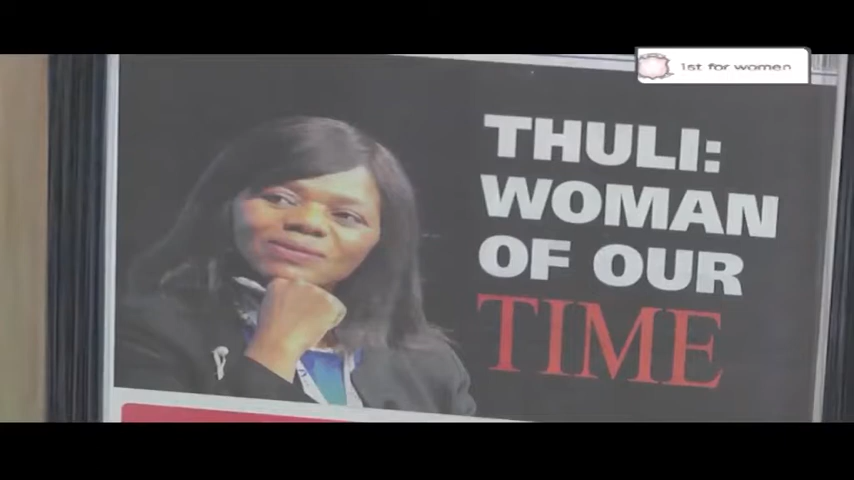 1st for women
THULI:
WOMAN
OF OUR
TIME